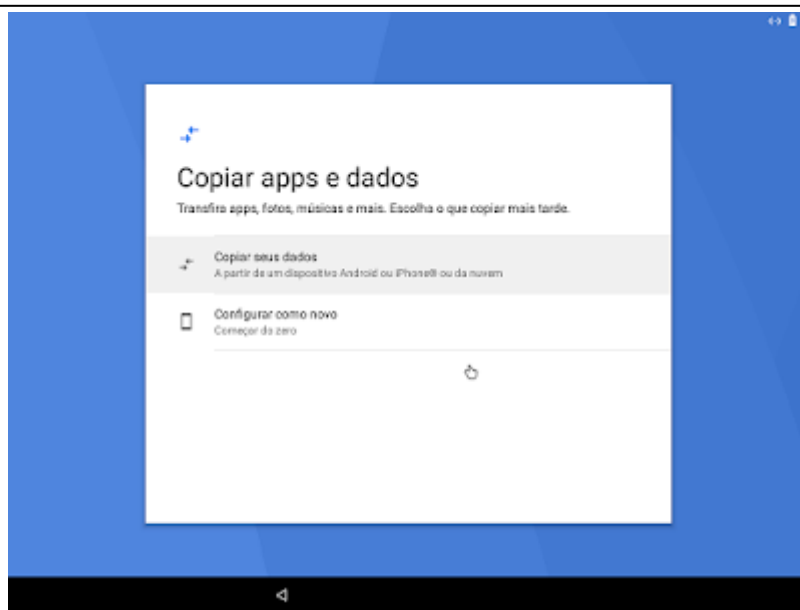 Copiar apps e dados
Transfira apps, fotos, músicas e mais. Escolha o que copiar mais tarde.
Copiar seus dados
A partir de um dispositivo Android ou iPhone® ou da nuvem
Configurar como novo
Começar do zero